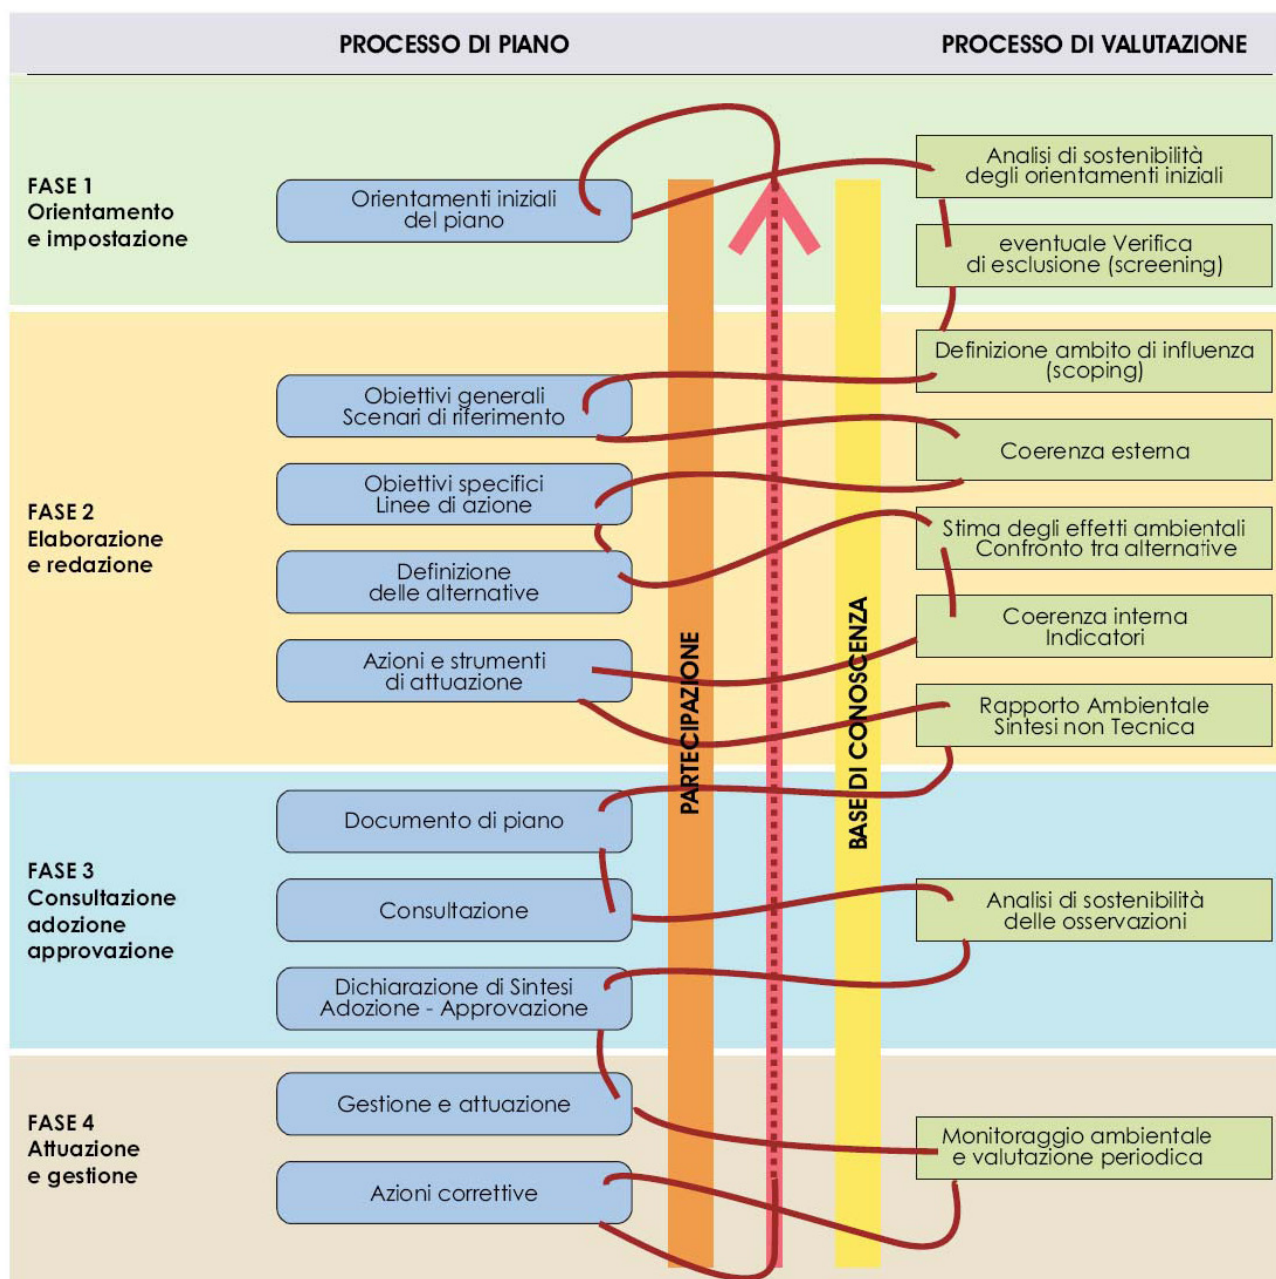 PROCESSO DI PIANO
PROCESSO DI VALUTAZIONE
FASE 1
Orientamento
e impostazione
Orientamenti iniziali
del piano
Analisi di sostenibilità
degli orientamenti iniziali
eventuale Verifica
di esclusione (screening)
FASE 2
Elaborazione
e redazione
Obiettivi generali
Scenari di riferimento
Obiettivi specifici
Linee di azione
Definizione
delle alternative
Azioni e strumenti
di attuazione
Definizione ambito di influenza
(scoping)
Coerenza esterna
Stima degli effetti ambientali
Confronto tra alternative
Coerenza interna
Indicatori
Rapporto Ambientale
Sintesi non Tecnica
PARTECIPAZIONE
BASE DI CONOSCENZA
FASE 3
Consultazione
adozione
approvazione
Documento di piano
Consultazione
Dichiarazione di Sintesi
Adozione - Approvazione
Analisi di sostenibilità
delle osservazioni
FASE 4
Attuazione
e gestione
Gestione e attuazione
Azioni correttive
Monitoraggio ambientale
e valutazione periodica